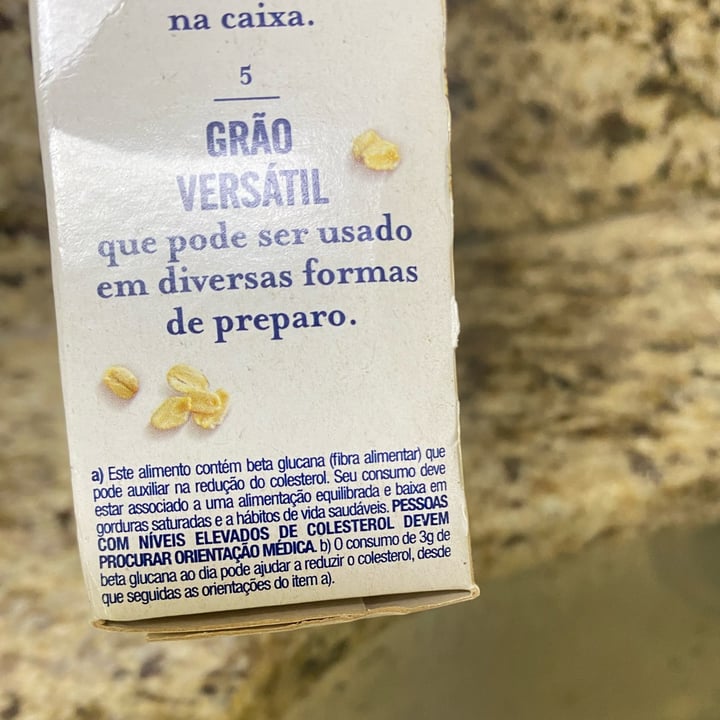 na caixa.
5
GRÃO
VERSÁTIL
que pode ser usado
em diversas formas
de preparo.
a) Este alimento contém beta glucana (fibra alimentar) que
pode auxiliar na redução do colesterol. Seu consumo deve
estar associado a uma alimentação equilibrada e baixa em
gorduras saturadas e a hábitos de vida saudáveis. PESSOAS
COM NÍVEIS ELEVADOS DE COLESTEROL DEVEM
PROCURAR ORIENTAÇÃO MÉDICA. b) O consumo de 3g de
beta glucana ao dia pode ajudar a reduzir o colesterol, desde
que seguidas as orientações do item a).